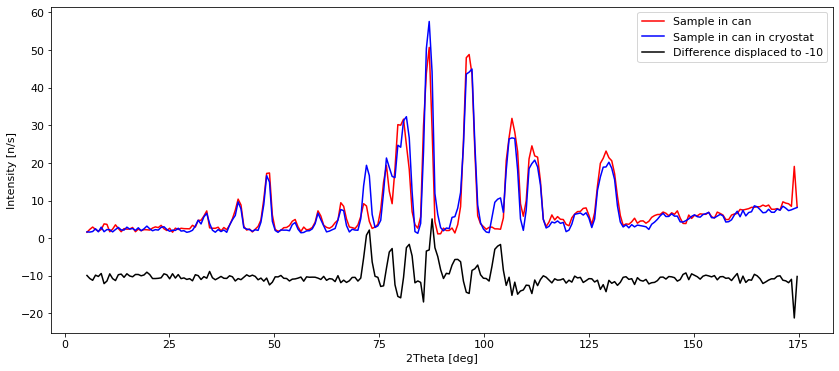 60
50
40
30
20
10
0
−10
−20
Intensity [n/s]
Sample in can
Sample in can in cryostat
Difference displaced to -10
0 25 50 75 100 125 150 175
2Theta [deg]